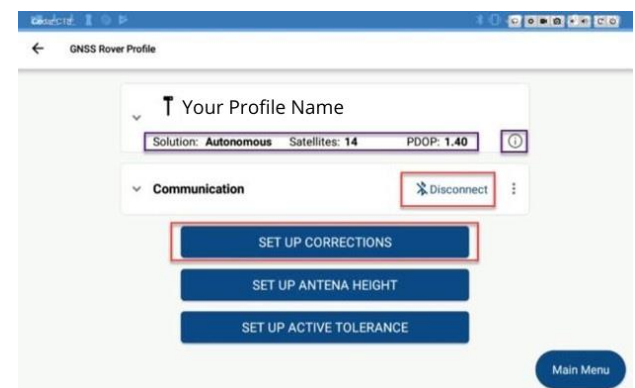 GNSS Rover Profile
Your Profile Name
Solution: Autonomous Satellites: 14 PDOP: 1.40
Communication Disconnect
SET UP CORRECTIONS
SET UP ANTENA HEIGHT
SET UP ACTIVE TOLERANCE
Main Menu